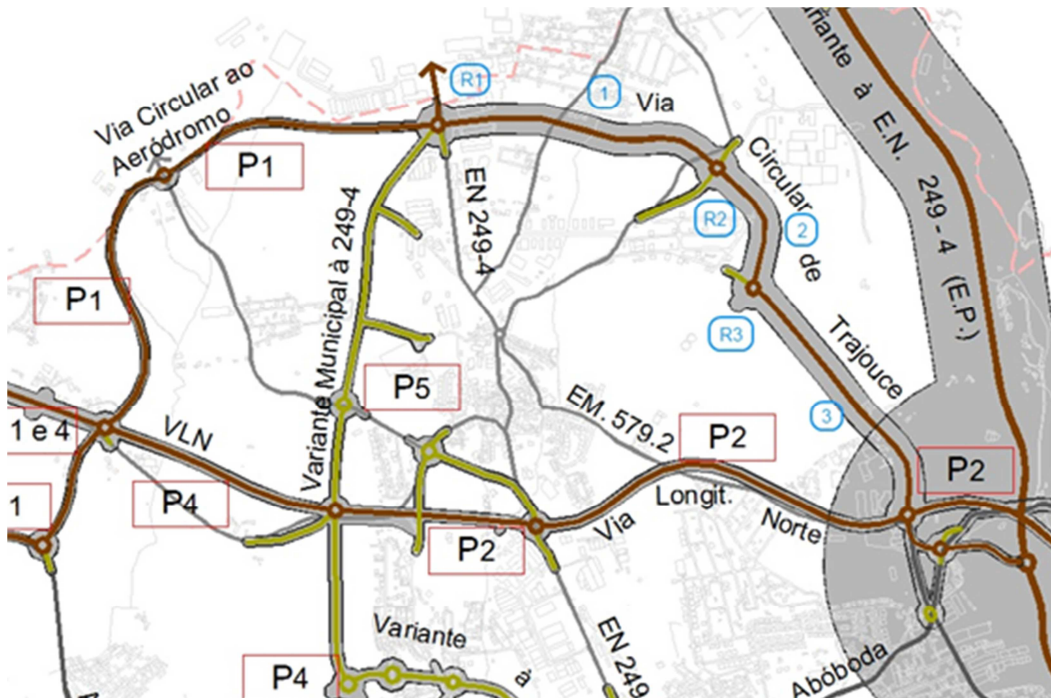 R1
1
Via
Circular de
Trajouce
Via Circular ao
Aeródromo
P1
EN 249-4
R2
2
249 - 4 (E.P.)
à E.N.
P1
Variante Municipal à 249-4
R3
3
P5
EM. 579.2
P2
1 e 4
VLN
P2
P4
Via
Longit.
Norte
1
P2
Variante
à
EN 249
P4
Abóboda